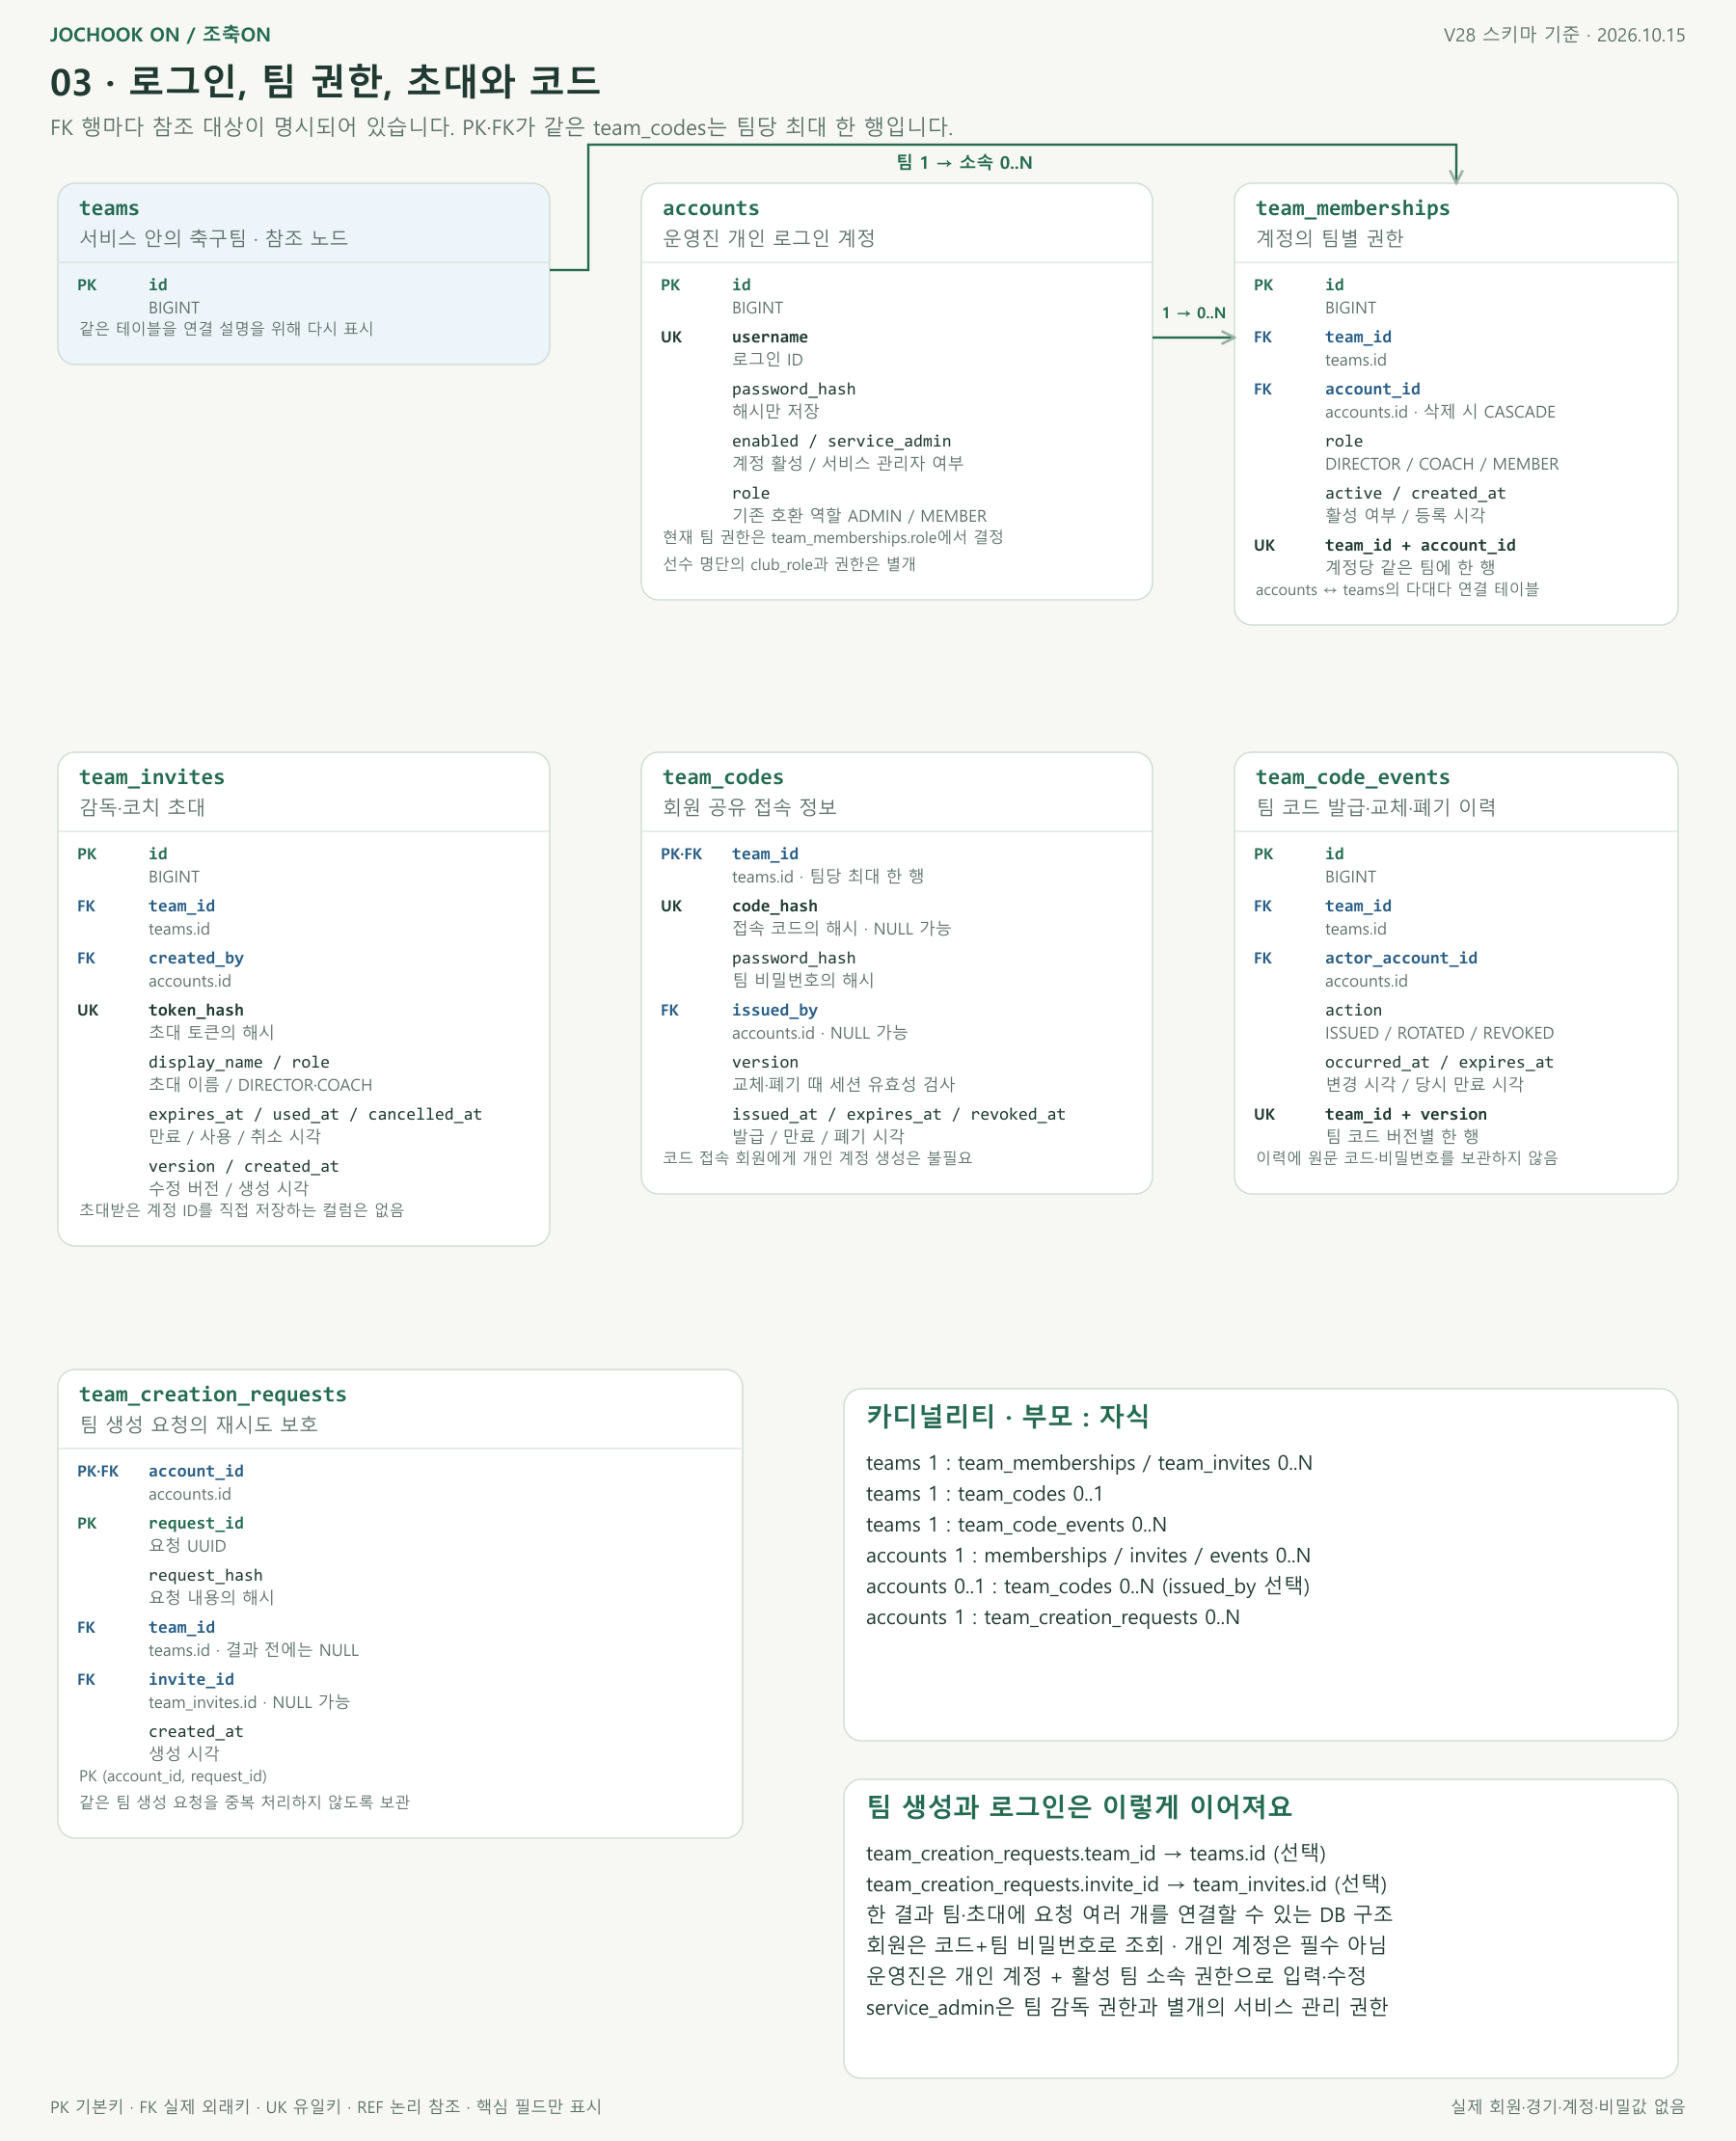 JOCHOOK ON / 조축ON
V28 스키마 기준 · 2026.10.15
03 · 로그인, 팀 권한, 초대와 코드
FK 행마다 참조 대상이 명시되어 있습니다. PK·FK가 같은 team_codes는 팀당 최대 한 행입니다.
팀 1 → 소속 0..N
teams
서비스 안의 축구팀 · 참조 노드
PK id
BIGINT
같은 테이블을 연결 설명을 위해 다시 표시
accounts
운영진 개인 로그인 계정
PK id
BIGINT
UK username
로그인 ID
password_hash
해시만 저장
enabled / service_admin
계정 활성 / 서비스 관리자 여부
role
기존 호환 역할 ADMIN / MEMBER
현재 팀 권한은 team_memberships.role에서 결정
선수 명단의 club_role과 권한은 별개
1 → 0..N
team_memberships
계정의 팀별 권한
PK id
BIGINT
FK team_id
teams.id
FK account_id
accounts.id · 삭제 시 CASCADE
role
DIRECTOR / COACH / MEMBER
active / created_at
활성 여부 / 등록 시각
UK team_id + account_id
계정당 같은 팀에 한 행
accounts ↔ teams의 다대다 연결 테이블
team_invites
감독·코치 초대
PK id
BIGINT
FK team_id
teams.id
FK created_by
accounts.id
UK token_hash
초대 토큰의 해시
display_name / role
초대 이름 / DIRECTOR·COACH
expires_at / used_at / cancelled_at
만료 / 사용 / 취소 시각
version / created_at
수정 버전 / 생성 시각
초대받은 계정 ID를 직접 저장하는 컬럼은 없음
team_codes
회원 공유 접속 정보
PK·FK team_id
teams.id · 팀당 최대 한 행
UK code_hash
접속 코드의 해시 · NULL 가능
password_hash
팀 비밀번호의 해시
FK issued_by
accounts.id · NULL 가능
version
교체·폐기 때 세션 유효성 검사
issued_at / expires_at / revoked_at
발급 / 만료 / 폐기 시각
코드 접속 회원에게 개인 계정 생성은 불필요
team_code_events
팀 코드 발급·교체·폐기 이력
PK id
BIGINT
FK team_id
teams.id
FK actor_account_id
accounts.id
action
ISSUED / ROTATED / REVOKED
occurred_at / expires_at
변경 시각 / 당시 만료 시각
UK team_id + version
팀 코드 버전별 한 행
이력에 원문 코드·비밀번호를 보관하지 않음
team_creation_requests
팀 생성 요청의 재시도 보호
PK·FK account_id
accounts.id
PK request_id
요청 UUID
request_hash
요청 내용의 해시
FK team_id
teams.id · 결과 전에는 NULL
FK invite_id
team_invites.id · NULL 가능
created_at
생성 시각
PK (account_id, request_id)
같은 팀 생성 요청을 중복 처리하지 않도록 보관
카디널리티 · 부모 : 자식
teams 1 : team_memberships / team_invites 0..N
teams 1 : team_codes 0..1
teams 1 : team_code_events 0..N
accounts 1 : memberships / invites / events 0..N
accounts 0..1 : team_codes 0..N (issued_by 선택)
accounts 1 : team_creation_requests 0..N
팀 생성과 로그인은 이렇게 이어져요
team_creation_requests.team_id → teams.id (선택)
team_creation_requests.invite_id → team_invites.id (선택)
한 결과 팀·초대에 요청 여러 개를 연결할 수 있는 DB 구조
회원은 코드+팀 비밀번호로 조회 · 개인 계정은 필수 아님
운영진은 개인 계정 + 활성 팀 소속 권한으로 입력·수정
service_admin은 팀 감독 권한과 별개의 서비스 관리 권한
PK 기본키 · FK 실제 외래키 · UK 유일키 · REF 논리 참조 · 핵심 필드만 표시
실제 회원·경기·계정·비밀값 없음